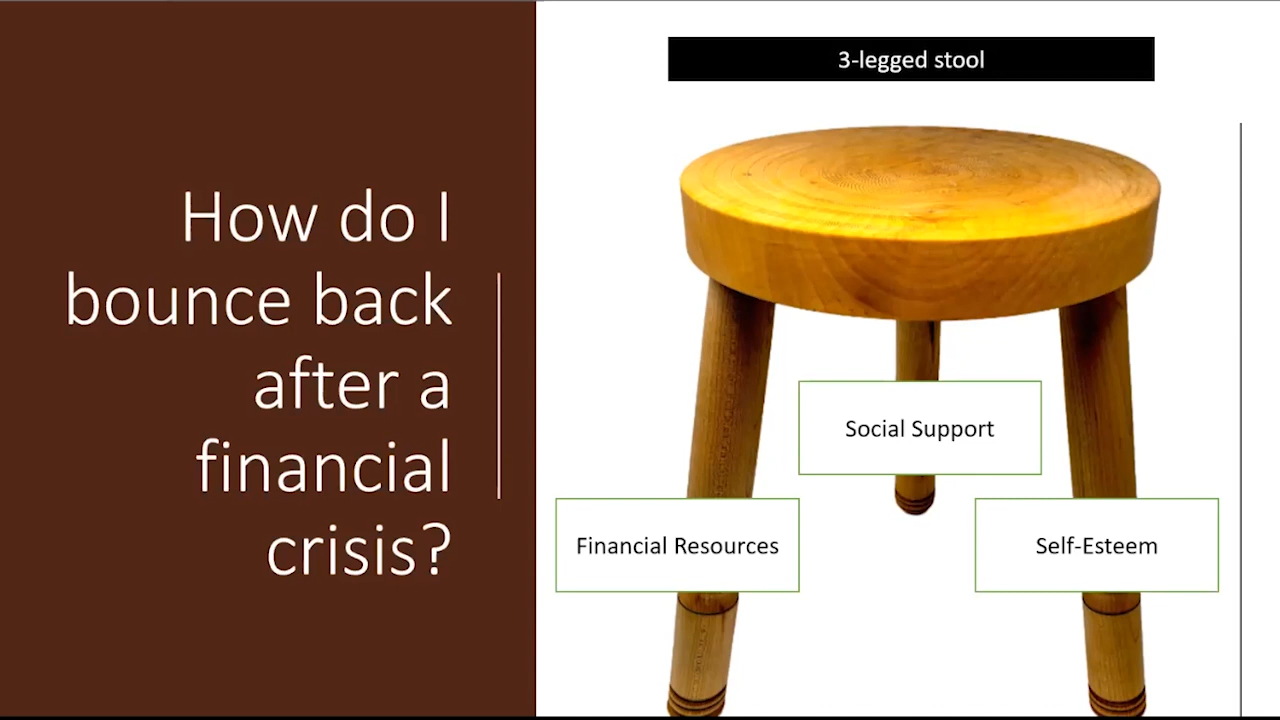 How do I
bounce back
after a
financial
crisis?
3-legged stool
Social Support
Financial Resources
Self-Esteem